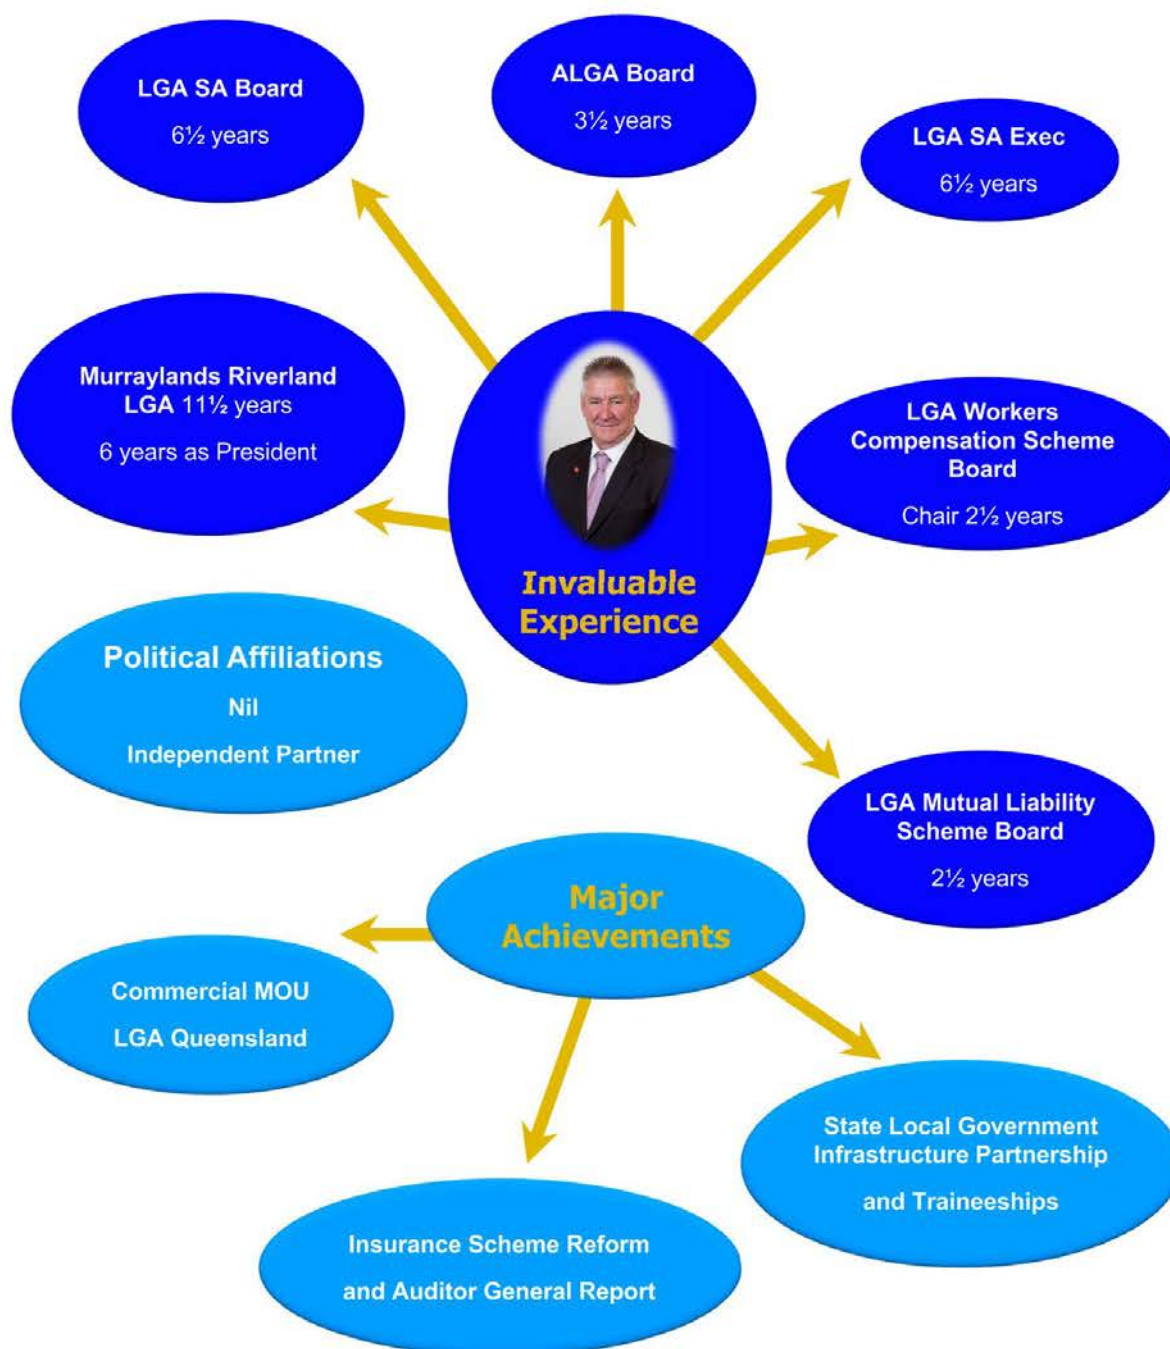 LGA SA Board
6½ years
ALGA Board
3½ years
LGA SA Exec
6½ years
Murraylands Riverland
LGA 11½ years
6 years as President
Invaluable
Experience
LGA Workers
Compensation Scheme
Board
Chair 2½ years
Political Affiliations
Nil
Independent Partner
LGA Mutual Liability
Scheme Board
2½ years
Major
Achievements
Commercial MOU
LGA Queensland
State Local Government
Infrastructure Partnership
and Traineeships
Insurance Scheme Reform
and Auditor General Report